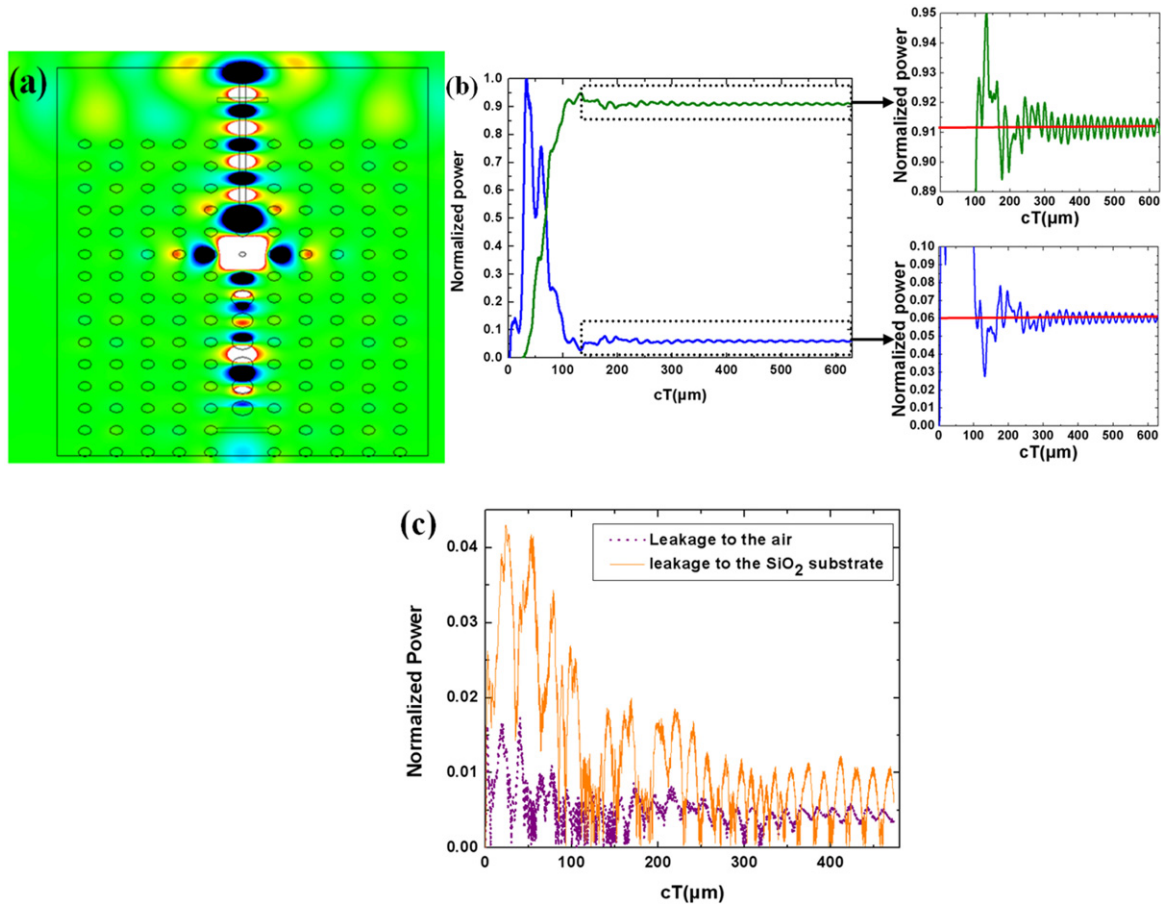 (a)
(b)
Normalized power
1.0
0.9
0.8
0.7
0.6
0.5
0.4
0.3
0.2
0.1
0.0
0 100 200 300 400 500 600
cT(μm)
Normalized power
0.95
0.94
0.93
0.92
0.91
0.90
0.89
0 100 200 300 400 500 600
cT(μm)
Normalized power
0.10
0.09
0.08
0.07
0.06
0.05
0.04
0.03
0.02
0.01
0.00
0 100 200 300 400 500 600
cT(μm)
(c)
Leakage to the air
leakage to the SiO₂ substrate
Normalized Power
0.04
0.03
0.02
0.01
0.00
0 100 200 300 400
cT(μm)